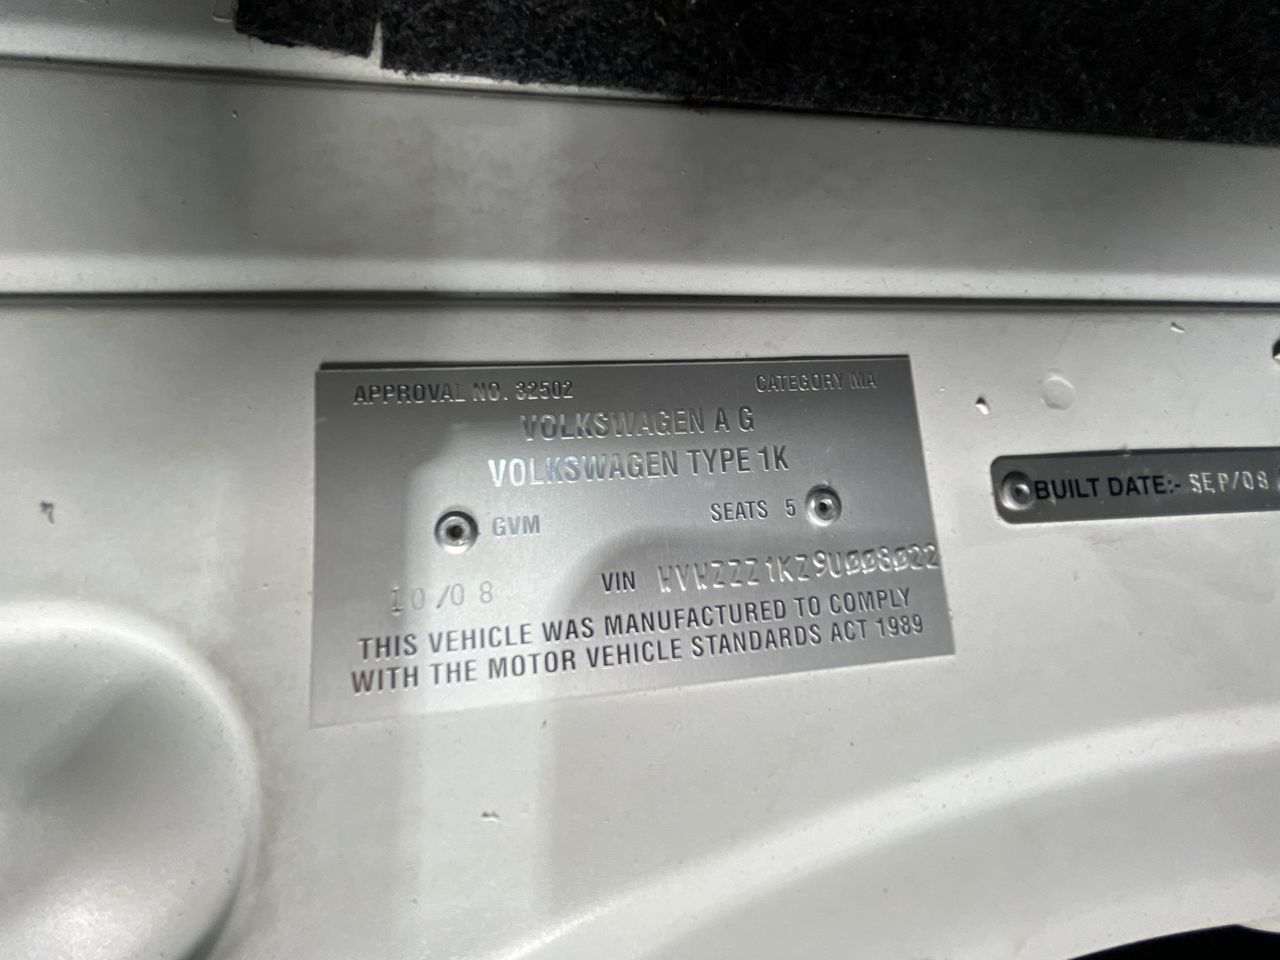 APPROVAL NO. 32502 CATEGORY MA
VOLKSWAGEN A G
VOLKSWAGEN TYPE 1K
GVM SEATS 5
10/08 VIN WVWZZZ1KZ9U008022
THIS VEHICLE WAS MANUFACTURED TO COMPLY
WITH THE MOTOR VEHICLE STANDARDS ACT 1989
BUILT DATE:- SEP/08